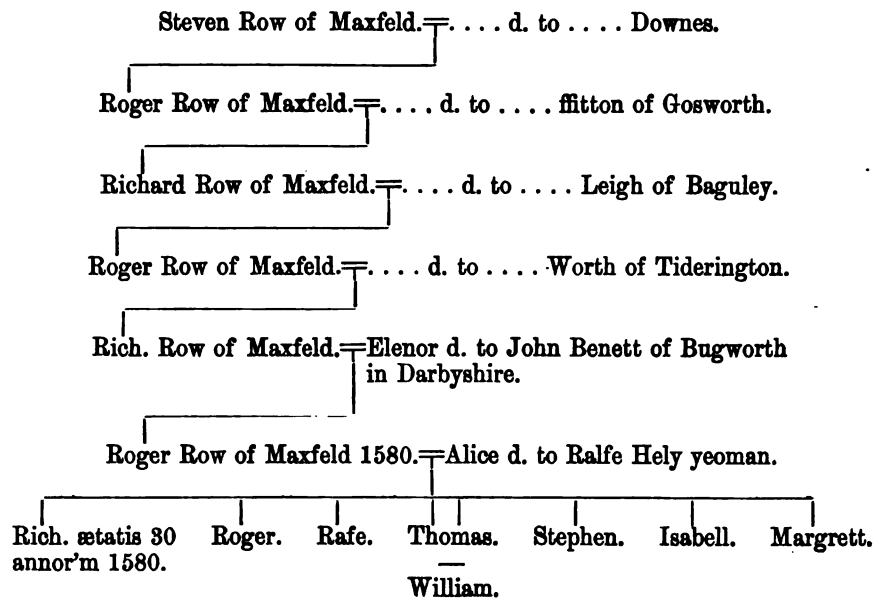 Steven Row of Maxfeld.=. . . . d. to . . . . Downes.
Roger Row of Maxfeld.=. . . . d. to . . . . ffitton of Gosworth.
Richard Row of Maxfeld.=. . . . d. to . . . . Leigh of Baguley.
Roger Row of Maxfeld.=. . . . d. to . . . . Worth of Tiderington.
Rich. Row of Maxfeld.=Elenor d. to John Benett of Bugworth
in Darbyshire.
Roger Row of Maxfeld 1580.=Alice d. to Ralfe Hely yeoman.
Rich. ætatis 30 Roger. Rafe. Thomas. Stephen. Isabell. Margrett.
annor'm 1580.
William.